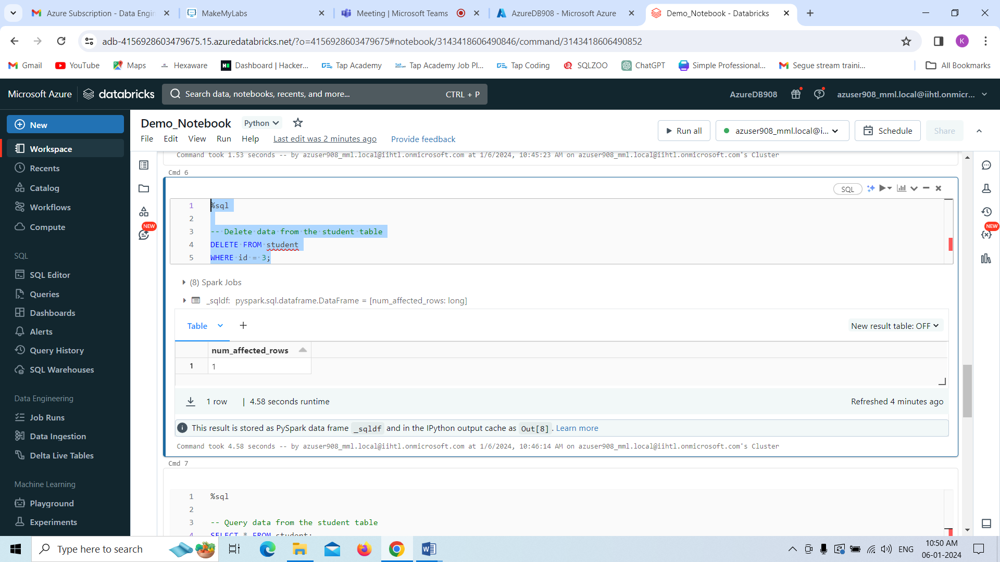 Azure Subscription - Data Engin
MakeMyLabs
Meeting | Microsoft Teams
AzureDB908 - Microsoft Azure
Demo_Notebook - Databricks
adb-4156928603479675.15.azuredatabricks.net/?o=4156928603479675#notebook/3143418606490846/command/3143418606490852
K
Gmail
YouTube
Maps
Hexaware
Dashboard | Hacker...
Tap Academy
Tap Academy Job Pl...
Tap Coding
SQLZOO
ChatGPT
Simple Professional...
Segue stream traini...
All Bookmarks
Microsoft Azure
databricks
Search data, notebooks, recents, and more...
CTRL + P
AzureDB908
azuser908_mml.local@iihtl.onmicr...
New
Workspace
Recents
Catalog
Workflows
Compute
SQL
SQL Editor
Queries
Dashboards
Alerts
Query History
SQL Warehouses
Data Engineering
Job Runs
Data Ingestion
Delta Live Tables
Machine Learning
Playground
Experiments
Demo_Notebook
Python
File
Edit
View
Run
Help
Last edit was 2 minutes ago
Provide feedback
Run all
azuser908_mml.local@i...
Schedule
Share
NEW
NEW
Command took 1.53 seconds -- by azuser908_mml.local@iihtl.onmicrosoft.com at 1/6/2024, 10:45:23 AM on azuser908_mml.local@iihtl.onmicrosoft.com's Cluster
Cmd 6
SQL
1 %sql
2
3 -- Delete data from the student table
4 DELETE FROM student
5 WHERE id = 3;
(8) Spark Jobs
_sqldf: pyspark.sql.dataframe.DataFrame = [num_affected_rows: long]
Table
+
New result table: OFF
num_affected_rows
1 1
1 row | 4.58 seconds runtime
Refreshed 4 minutes ago
This result is stored as PySpark data frame _sqldf and in the IPython output cache as Out[8]. Learn more
Command took 4.58 seconds -- by azuser908_mml.local@iihtl.onmicrosoft.com at 1/6/2024, 10:46:14 AM on azuser908_mml.local@iihtl.onmicrosoft.com's Cluster
Cmd 7
1 %sql
2
3 -- Query data from the student table
4 SELECT * FROM student;
Type here to search
ENG
10:50 AM
06-01-2024